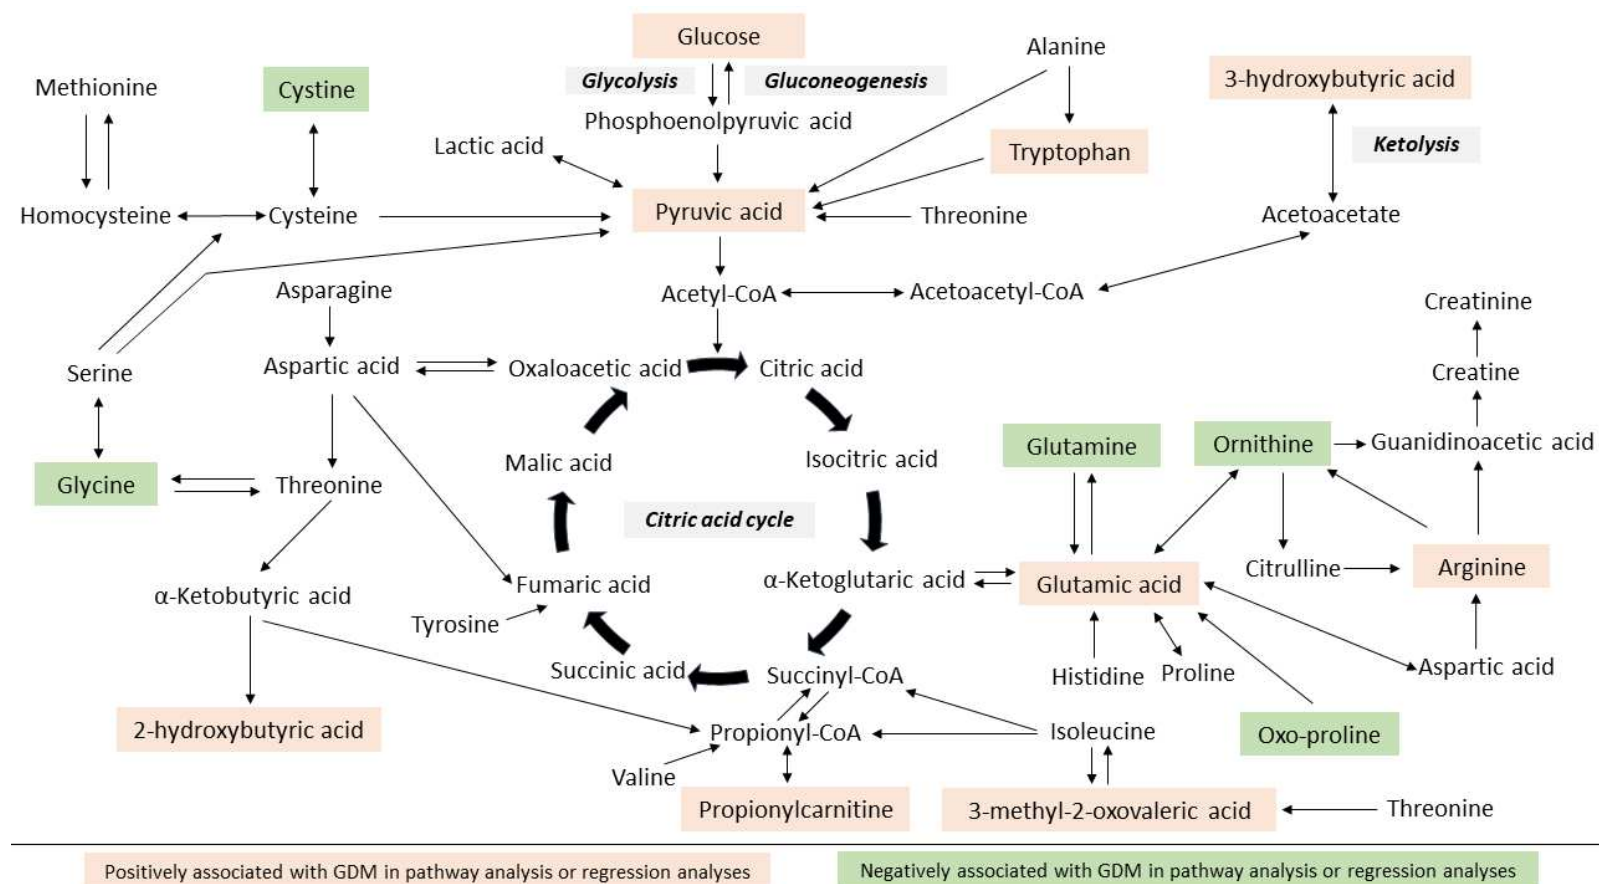 Glucose
Alanine
Methionine
Cystine
Glycolysis
Gluconeogenesis
3-hydroxybutyric acid
Phosphoenolpyruvic acid
Lactic acid
Tryptophan
Ketolysis
Homocysteine
Cysteine
Pyruvic acid
Threonine
Acetoacetate
Asparagine
Acetyl-CoA
Acetoacetyl-CoA
Creatinine
Serine
Aspartic acid
Oxaloacetic acid
Citric acid
Creatine
Glutamine
Ornithine
Guanidinoacetic acid
Malic acid
Isocitric acid
Glycine
Threonine
Citric acid cycle
α-Ketobutyric acid
Fumaric acid
α-Ketoglutaric acid
Glutamic acid
Citrulline
Arginine
Tyrosine
Succinic acid
Succinyl-CoA
Histidine
Proline
Aspartic acid
2-hydroxybutyric acid
Propionyl-CoA
Isoleucine
Oxo-proline
Valine
Propionylcarnitine
3-methyl-2-oxovaleric acid
Threonine
Positively associated with GDM in pathway analysis or regression analyses
Negatively associated with GDM in pathway analysis or regression analyses